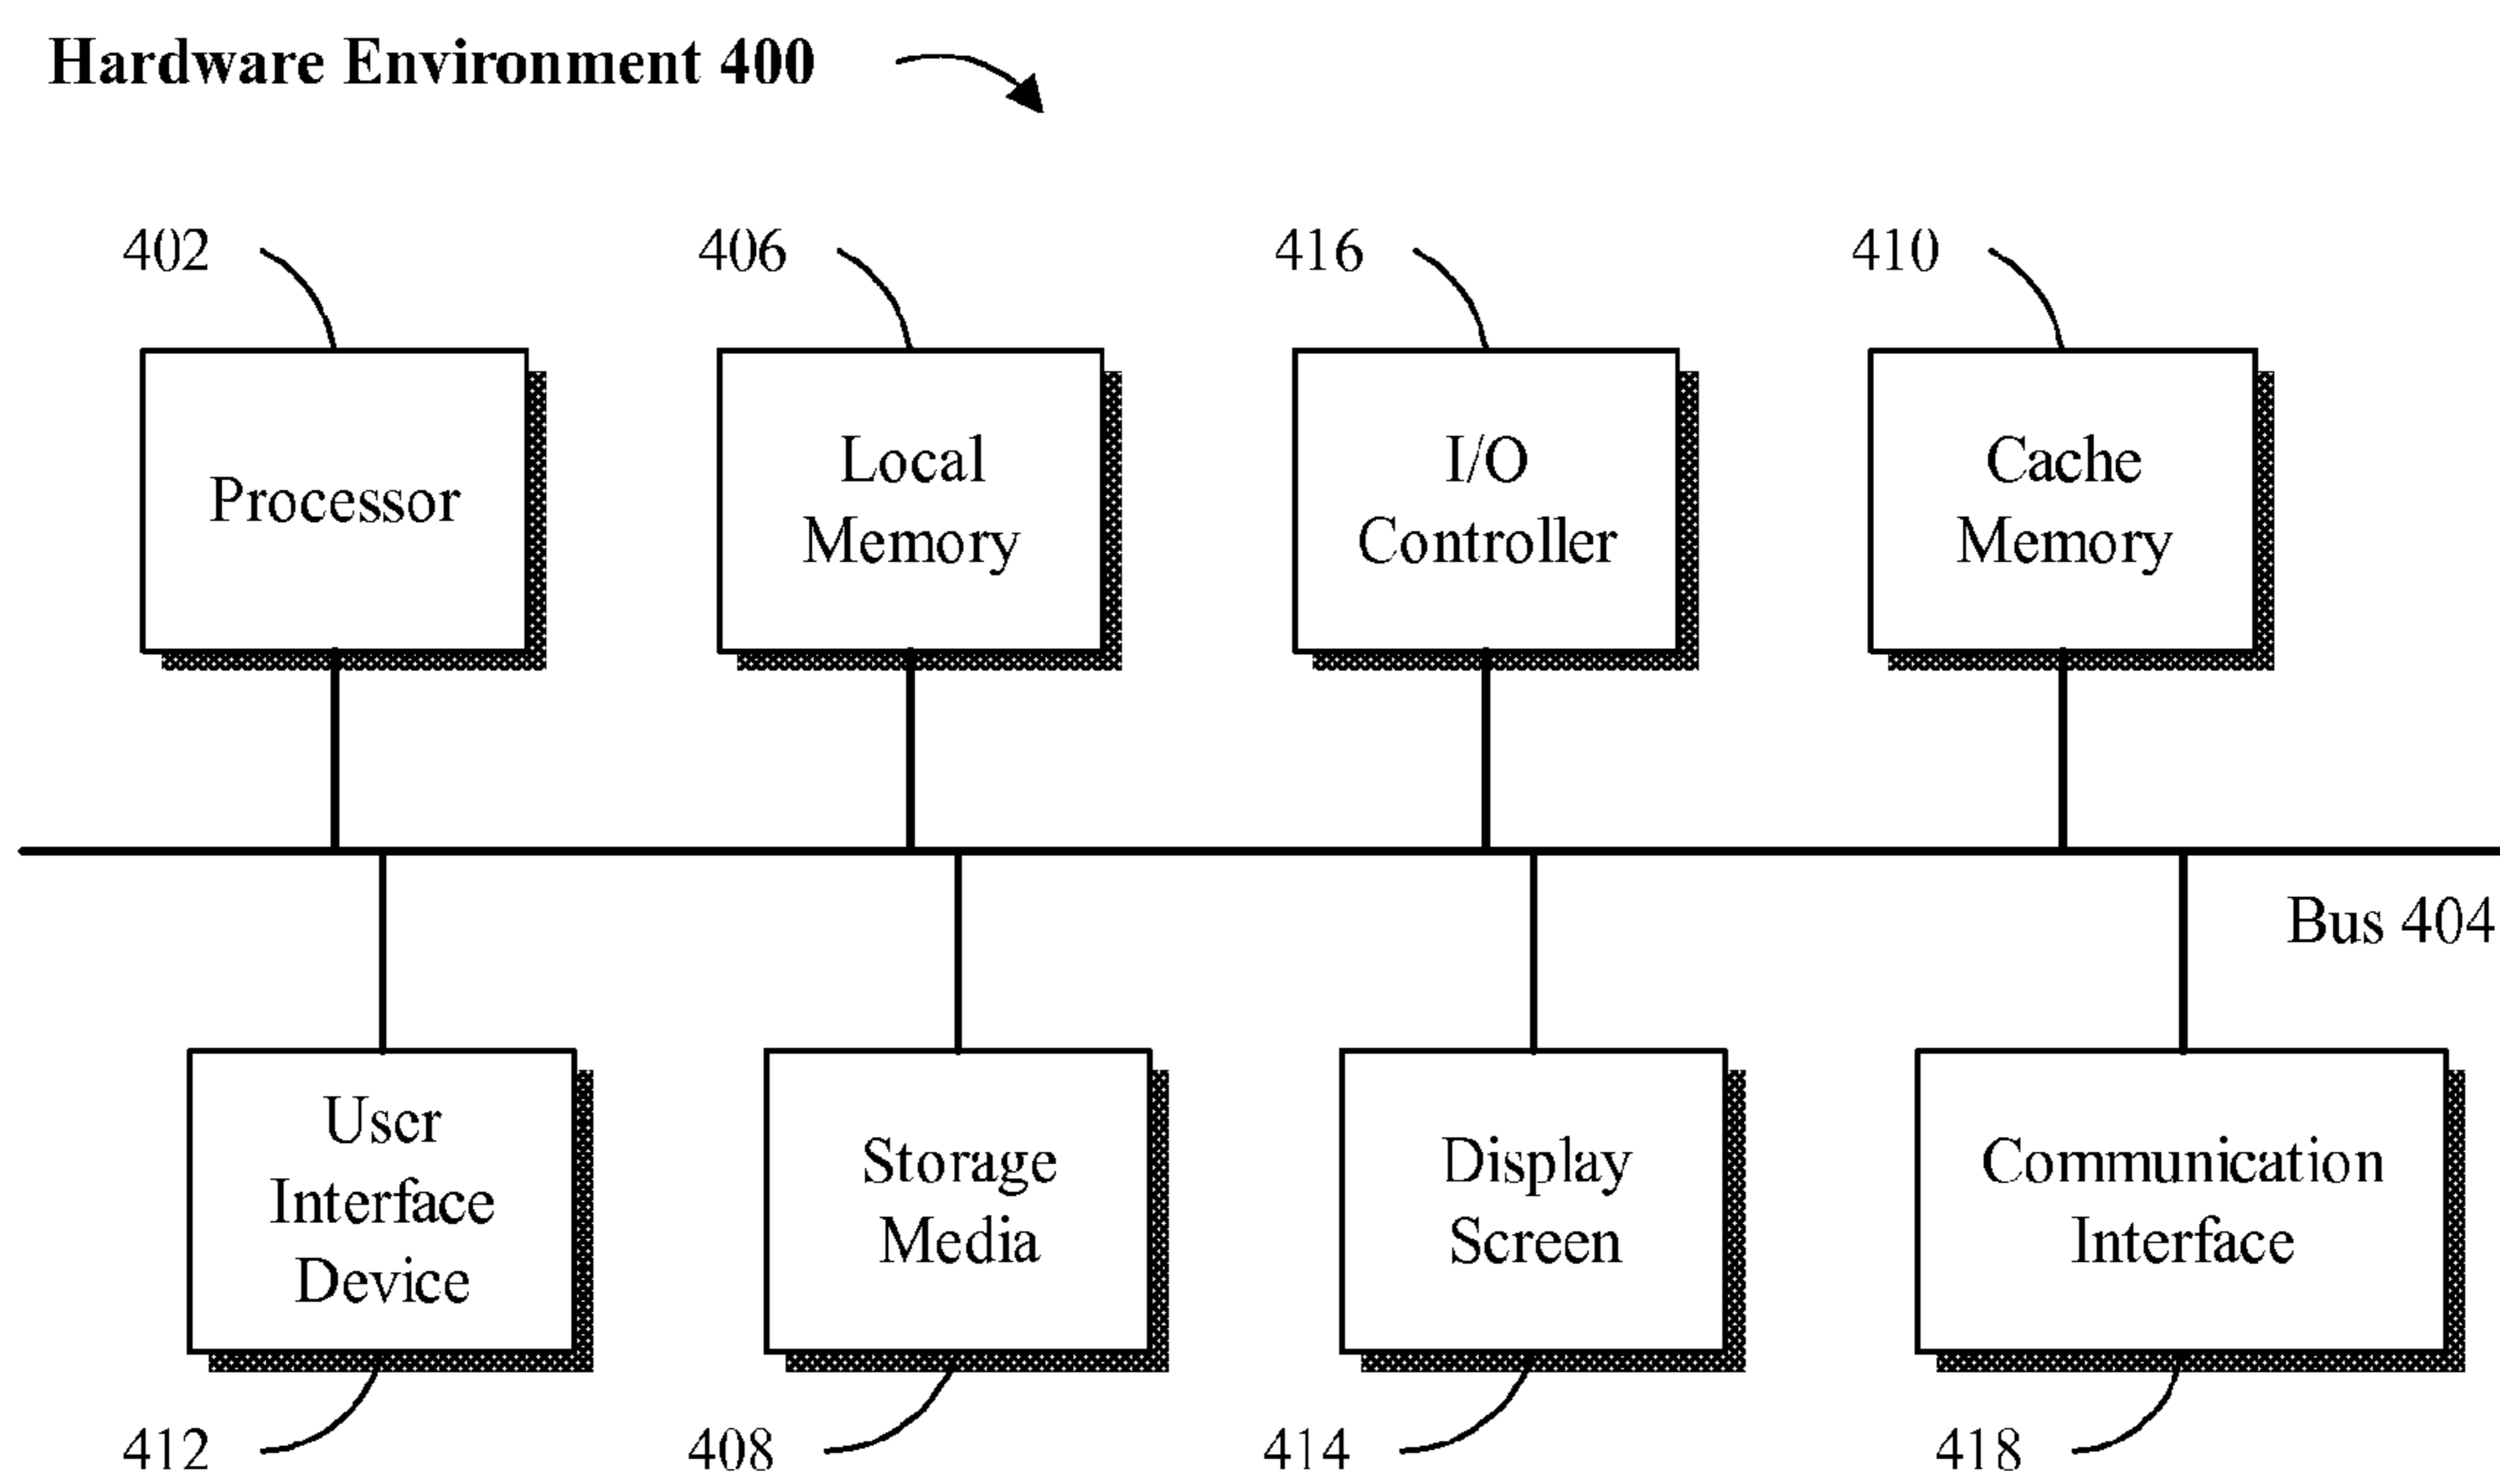 Hardware Environment 400
402
406
416
410
Processor
Local
Memory
I/O
Controller
Cache
Memory
Bus 404
User
Interface
Device
Storage
Media
Display
Screen
Communication
Interface
412
408
414
418